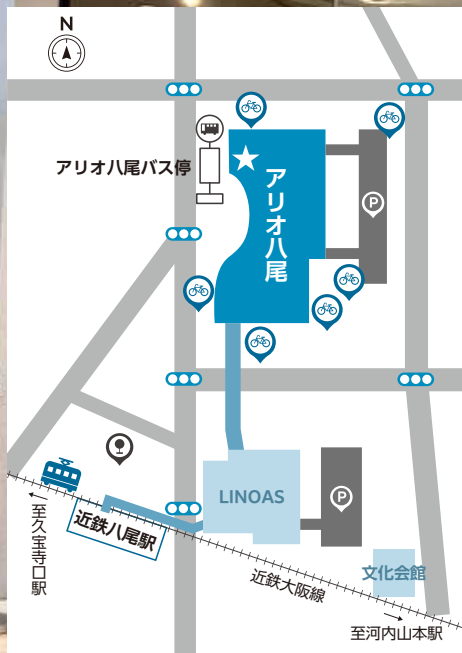 N
アリオ八尾バス停
アリオ八尾
P
LINOAS
P
近鉄八尾駅
至久宝寺口駅
近鉄大阪線
文化会館
至河内山本駅